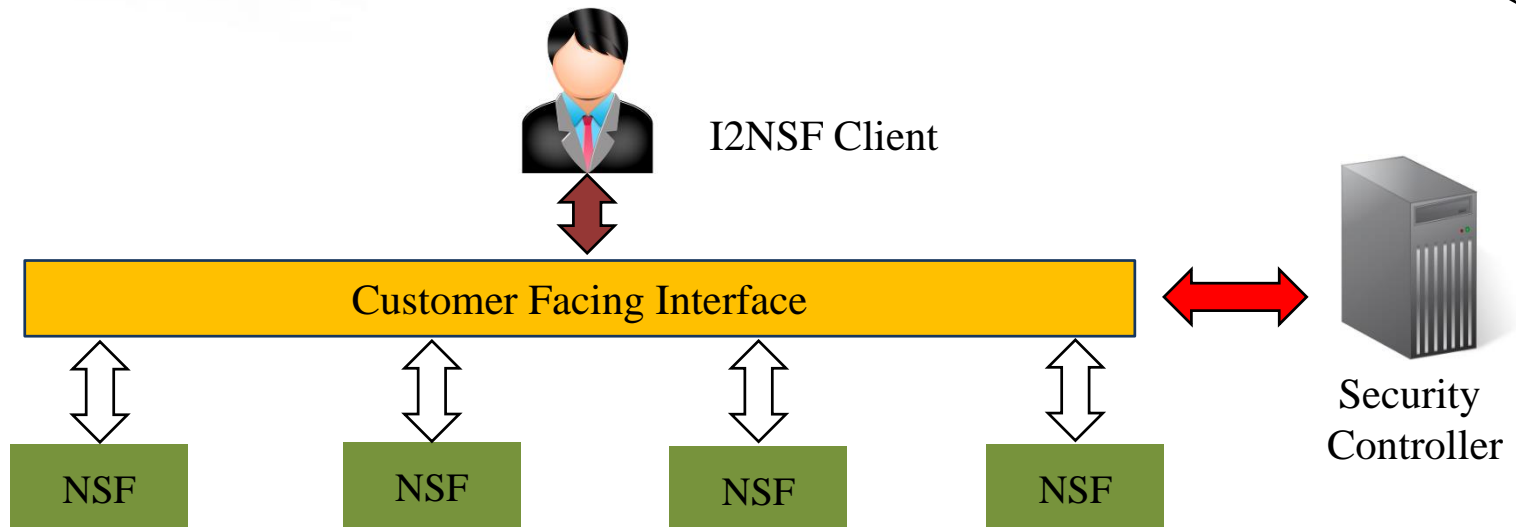 I2NSF Client
Customer Facing Interface
Security
Controller
NSF
NSF
NSF
NSF